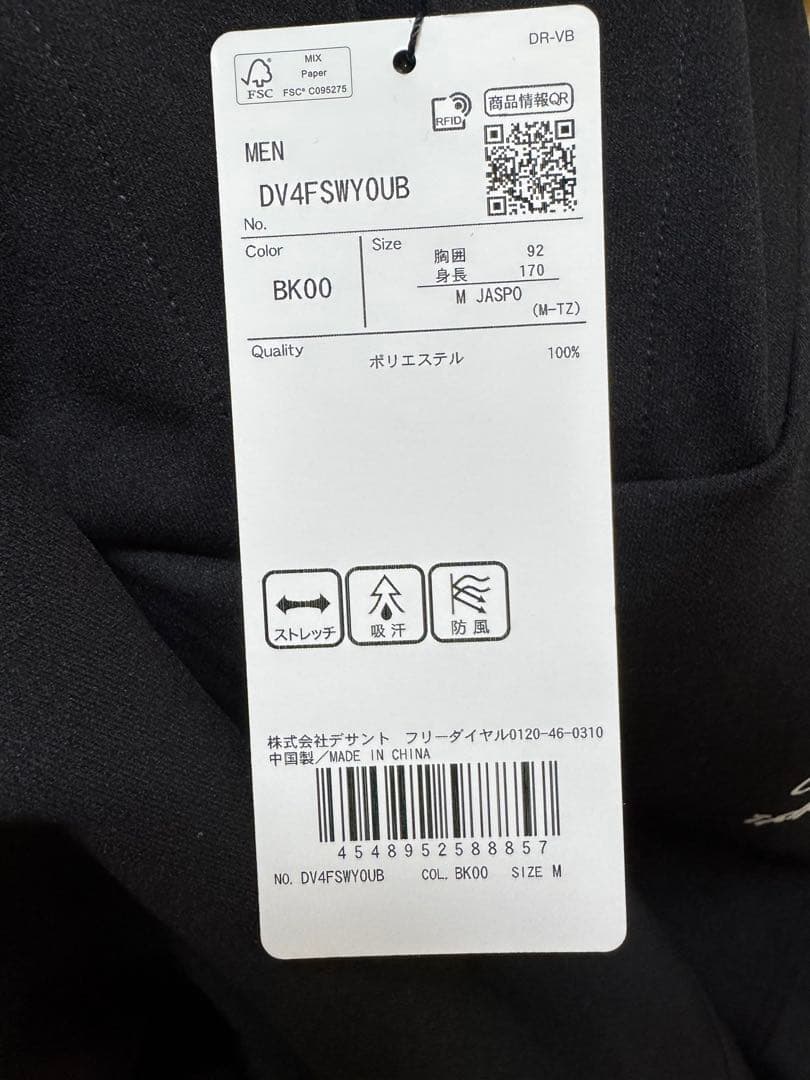 DR-VB
MIX
Paper
FSC
FSC® C095275
RFID
商品情報QR
MEN
DV4FSWY0UB
No.
Color
BK00
Size
胸囲 92
身長 170
M JASPO
(M-TZ)
Quality
ポリエステル 100%
ストレッチ
吸汗
防風
株式会社デサント フリーダイヤル0120-46-0310
中国製/MADE IN CHINA
4548952588857
NO. DV4FSWY0UB COL. BK00 SIZE M